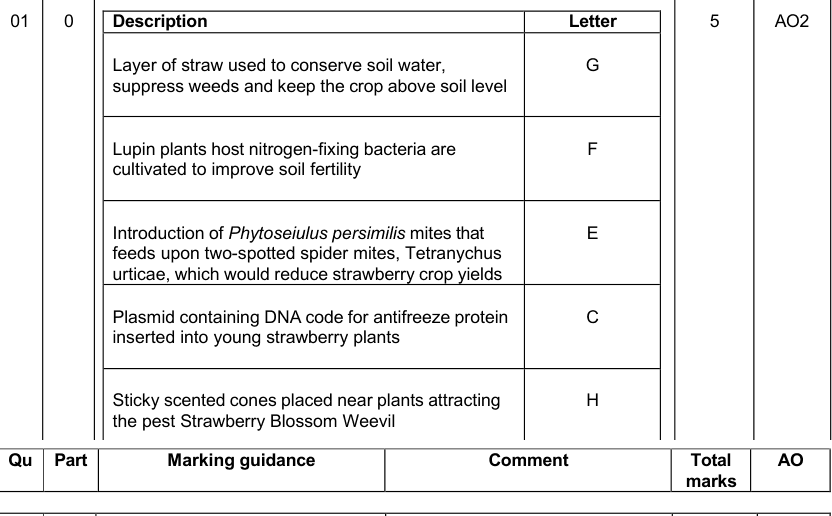 01 0 Description Letter 5 AO2
Layer of straw used to conserve soil water,
suppress weeds and keep the crop above soil level
G
Lupin plants host nitrogen-fixing bacteria are
cultivated to improve soil fertility
F
Introduction of Phytoseiulus persimilis mites that
feeds upon two-spotted spider mites, Tetranychus
urticae, which would reduce strawberry crop yields
E
Plasmid containing DNA code for antifreeze protein
inserted into young strawberry plants
C
Sticky scented cones placed near plants attracting
the pest Strawberry Blossom Weevil
H
Qu Part Marking guidance Comment Total
marks
AO